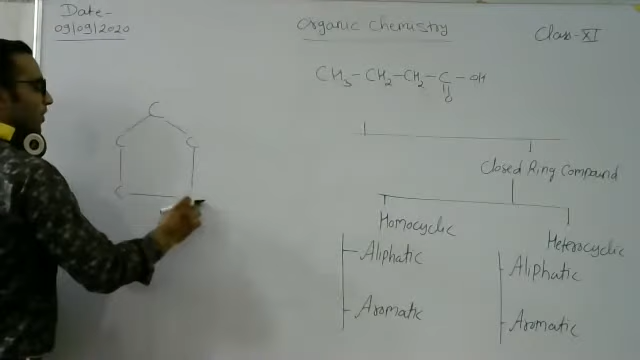 Date-
09/09/2020
Organic Chemistry
Class-XI
CH3-CH2-CH2-C-OH
O
C
C C
C
Closed Ring Compound
Homocyclic
Heterocyclic
Aliphatic
Aliphatic
Aromatic
Aromatic